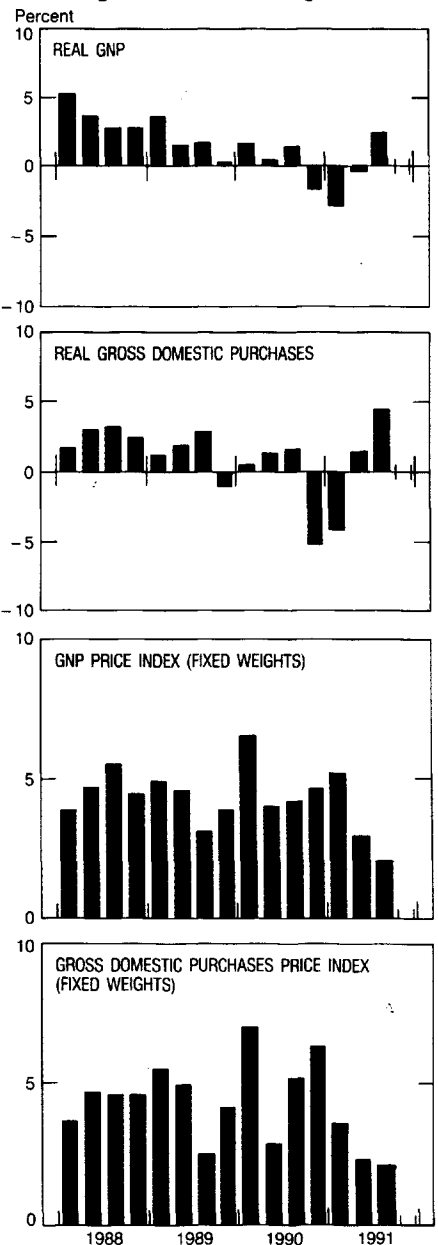 Percent
10
REAL GNP
5
0
−5
−10
10
REAL GROSS DOMESTIC PURCHASES
5
0
−5
−10
10
GNP PRICE INDEX (FIXED WEIGHTS)
5
0
10
GROSS DOMESTIC PURCHASES PRICE INDEX
(FIXED WEIGHTS)
5
0
1988 1989 1990 1991